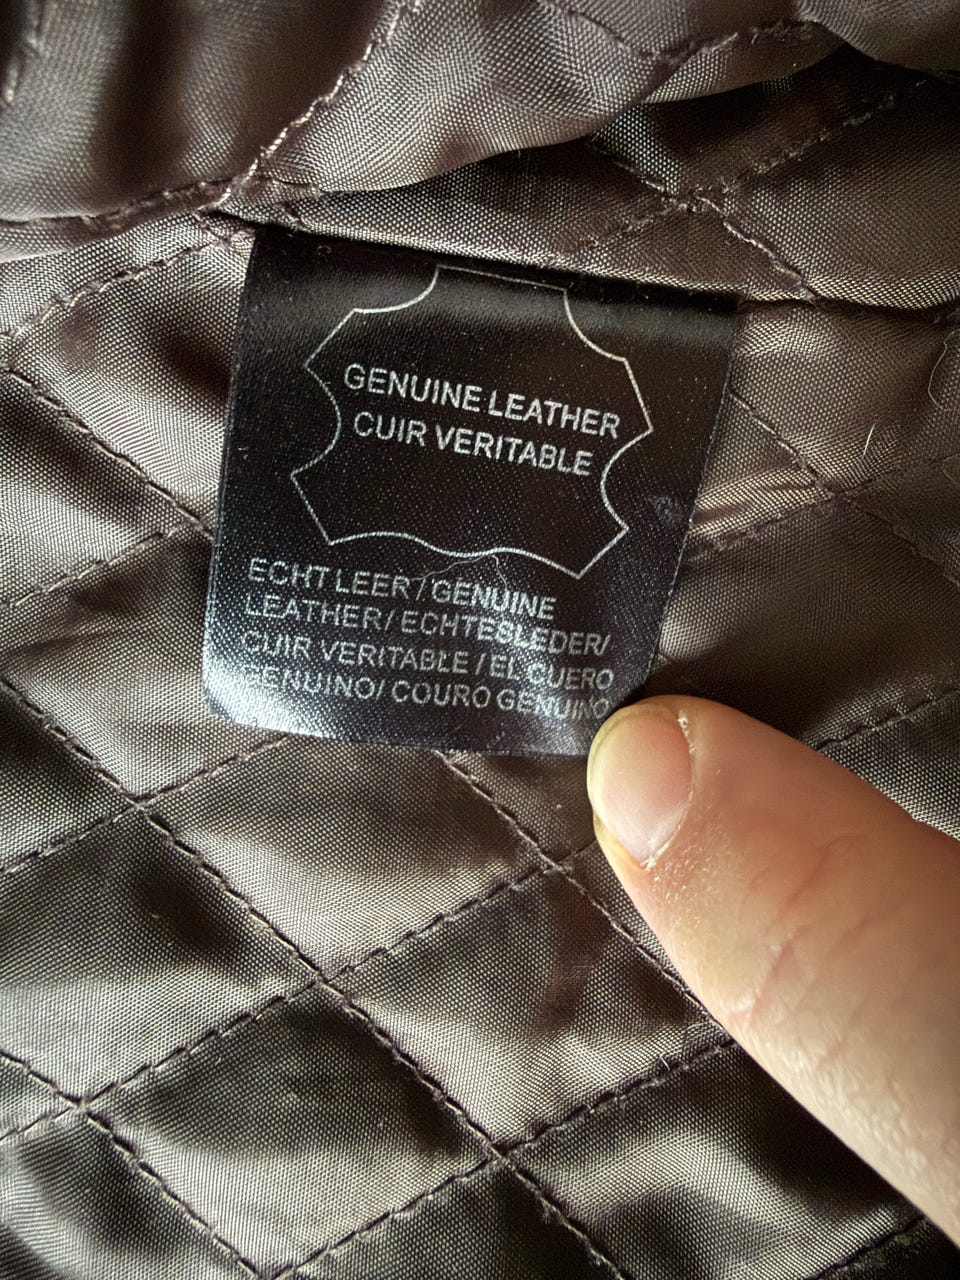 GENUINE LEATHER
CUIR VERITABLE
ECHT LEER / GENUINE
LEATHER/ ECHTESLEDER/
CUIR VERITABLE / EL CUERO
GENUINO/ COURO GENUINO